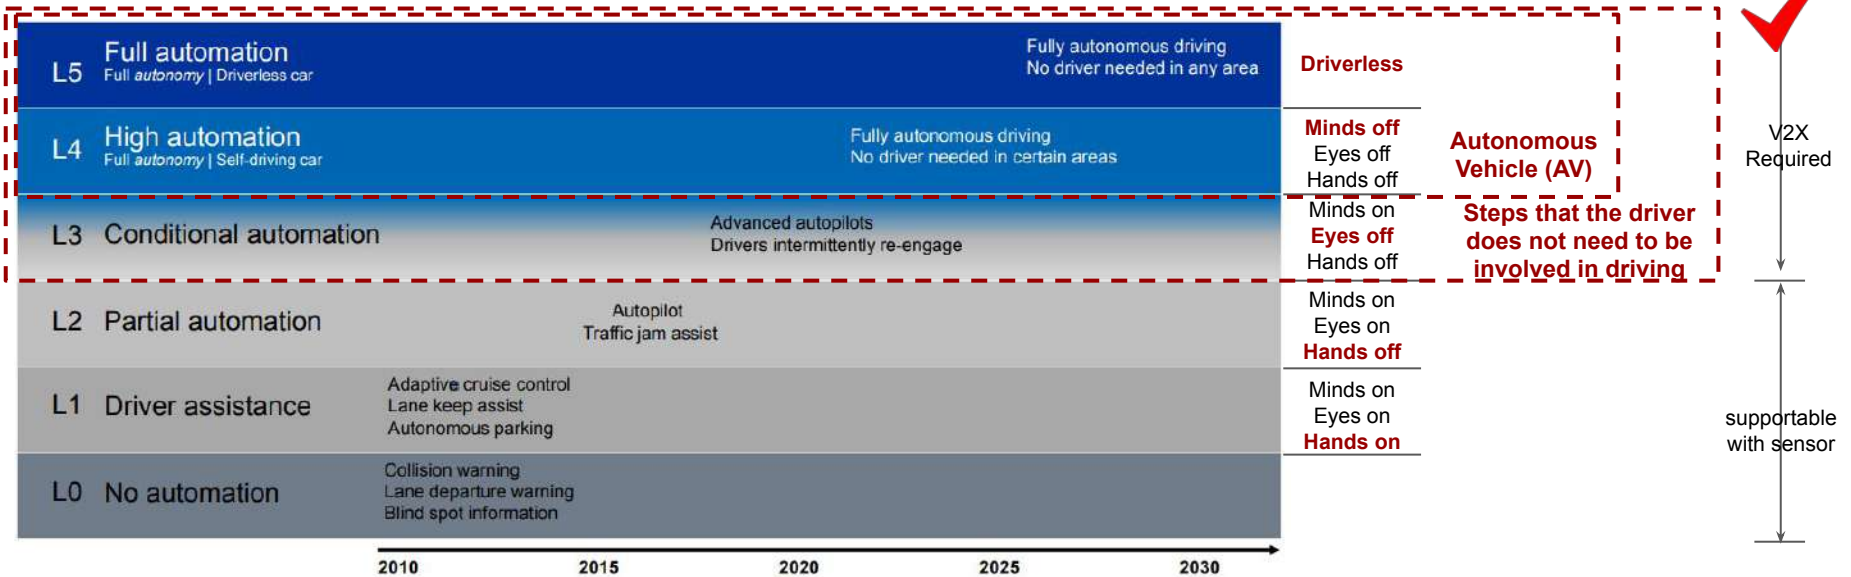 L5 Full automation
Full autonomy | Driverless car
Fully autonomous driving
No driver needed in any area
Driverless
L4 High automation
Full autonomy | Self-driving car
Fully autonomous driving
No driver needed in certain areas
Minds off
Eyes off
Hands off
Autonomous
Vehicle (AV)
V2X
Required
L3 Conditional automation
Advanced autopilots
Drivers intermittently re-engage
Minds on
Eyes off
Hands off
Steps that the driver
does not need to be
involved in driving
L2 Partial automation
Autopilot
Traffic jam assist
Minds on
Eyes on
Hands off
L1 Driver assistance
Adaptive cruise control
Lane keep assist
Autonomous parking
Minds on
Eyes on
Hands on
supportable
with sensor
L0 No automation
Collision warning
Lane departure warning
Blind spot information
2010 2015 2020 2025 2030